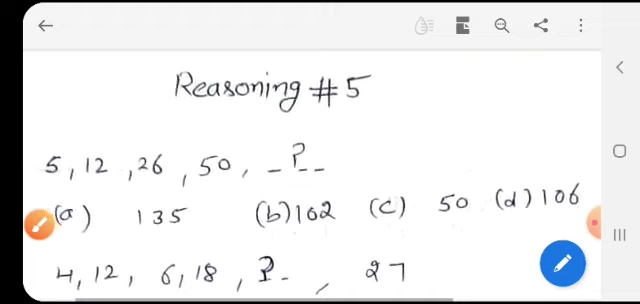 Reasoning #5
5, 12, 26, 50, _?_
(a) 135 (b) 102 (c) 50 (d) 106
4, 12, 6, 18, ?_, 27